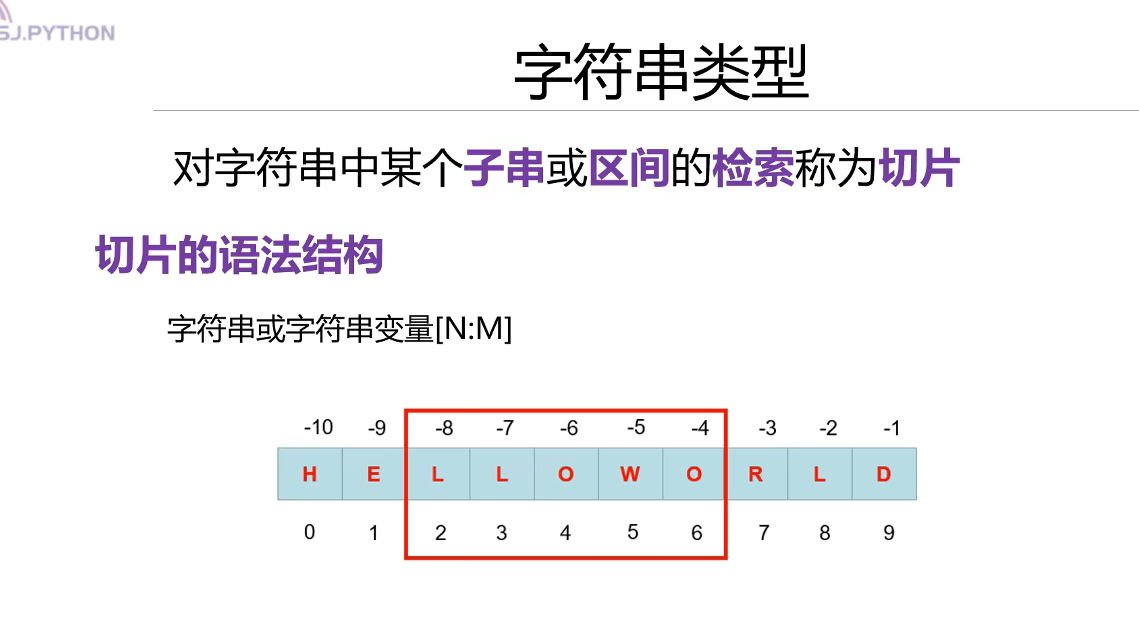 SJ.PYTHON
字符串类型
对字符串中某个子串或区间的检索称为切片
切片的语法结构
字符串或字符串变量[N:M]
-10 -9 -8 -7 -6 -5 -4 -3 -2 -1
H E L L O W O R L D
0 1 2 3 4 5 6 7 8 9